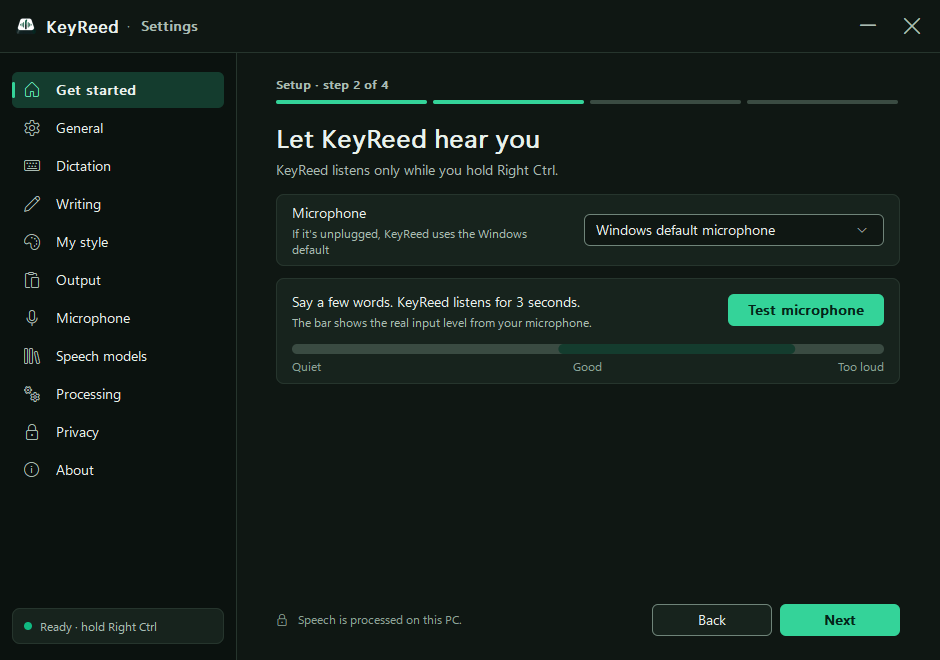 KeyReed · Settings
Get started
General
Dictation
Writing
My style
Output
Microphone
Speech models
Processing
Privacy
About
Ready · hold Right Ctrl
Setup · step 2 of 4
Let KeyReed hear you
KeyReed listens only while you hold Right Ctrl.
Microphone
If it's unplugged, KeyReed uses the Windows
default
Windows default microphone
Say a few words. KeyReed listens for 3 seconds.
The bar shows the real input level from your microphone.
Test microphone
Quiet Good Too loud
Speech is processed on this PC.
Back Next